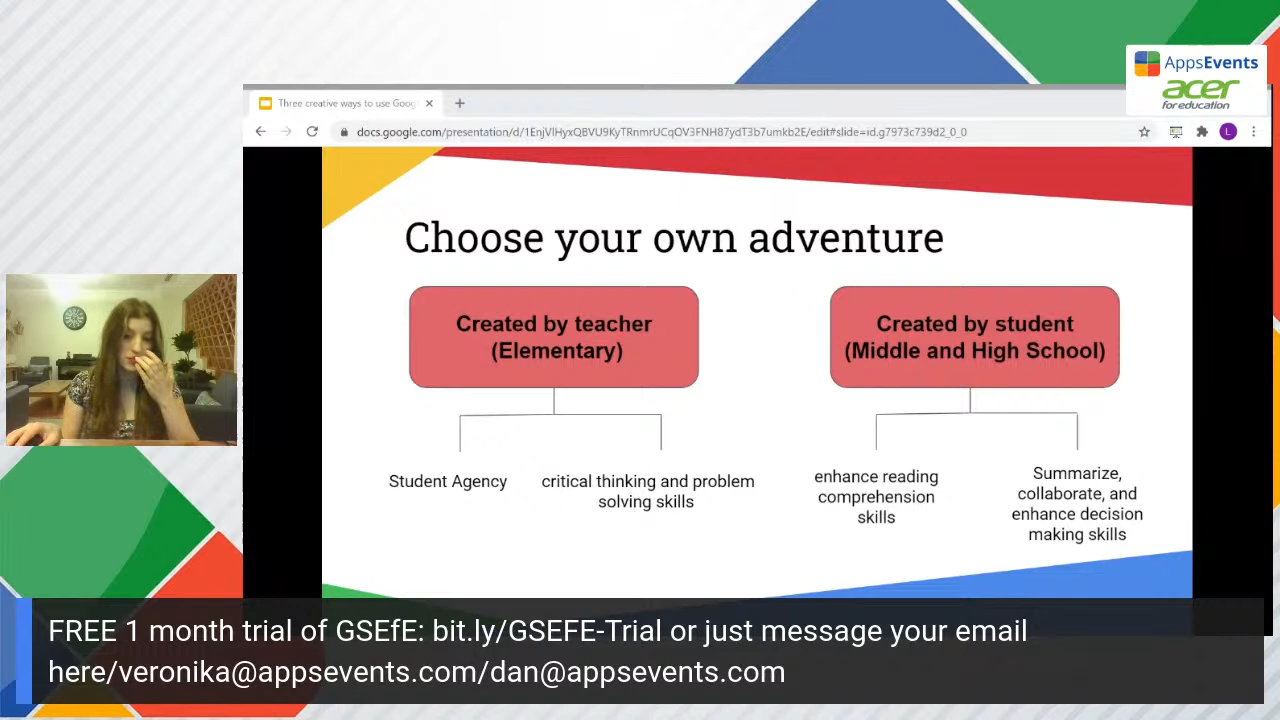 AppsEvents
acer
for education
Three creative ways to use Goog
docs.google.com/presentation/d/1EnjVlHyxQBVU9KyTRnmrUCqOV3FNH87ydT3b7umkb2E/edit#slide=id.g7973c739d2_0_0
L
Choose your own adventure
Created by teacher
(Elementary)
Created by student
(Middle and High School)
Student Agency
critical thinking and problem
solving skills
enhance reading
comprehension
skills
Summarize,
collaborate, and
enhance decision
making skills
FREE 1 month trial of GSEfE: bit.ly/GSEFE-Trial or just message your email
here/veronika@appsevents.com/dan@appsevents.com